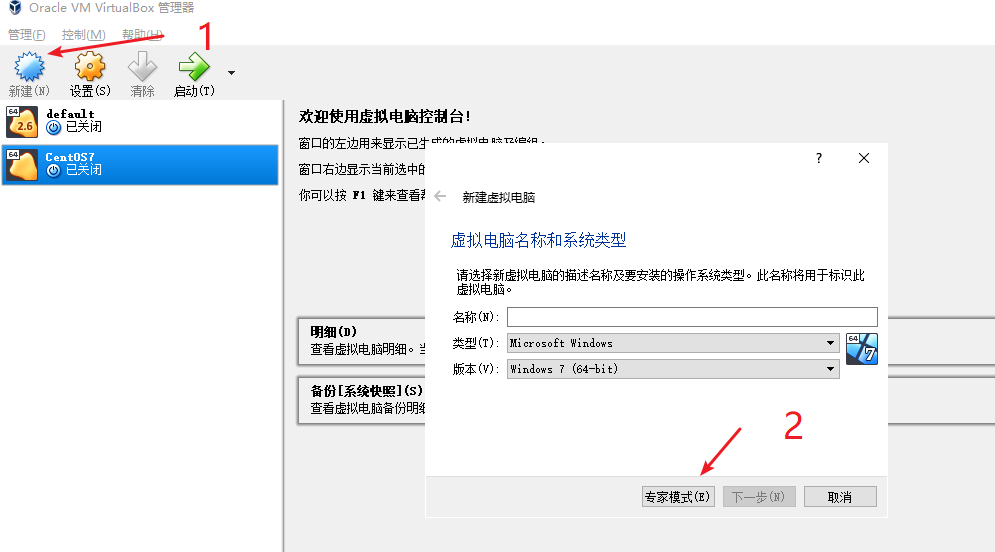 Oracle VM VirtualBox 管理器
管理(F) 控制(M) 帮助(H)
1
新建(N) 设置(S) 清除 启动(T)
64
2.6
default
已关闭
64
CentOS7
已关闭
欢迎使用虚拟电脑控制台!
窗口的左边用来显示已生成的虚拟电脑及编组。
窗口右边显示当前选中的
你可以按 F1 键来查看帮
?
新建虚拟电脑
虚拟电脑名称和系统类型
请选择新虚拟电脑的描述名称及要安装的操作系统类型。此名称将用于标识此
虚拟电脑。
名称(N):
类型(T): Microsoft Windows
64
7
版本(V): Windows 7 (64-bit)
明细(D)
查看虚拟电脑明细。当
备份[系统快照](S)
查看虚拟电脑备份明细
2
专家模式(E) 下一步(N) 取消